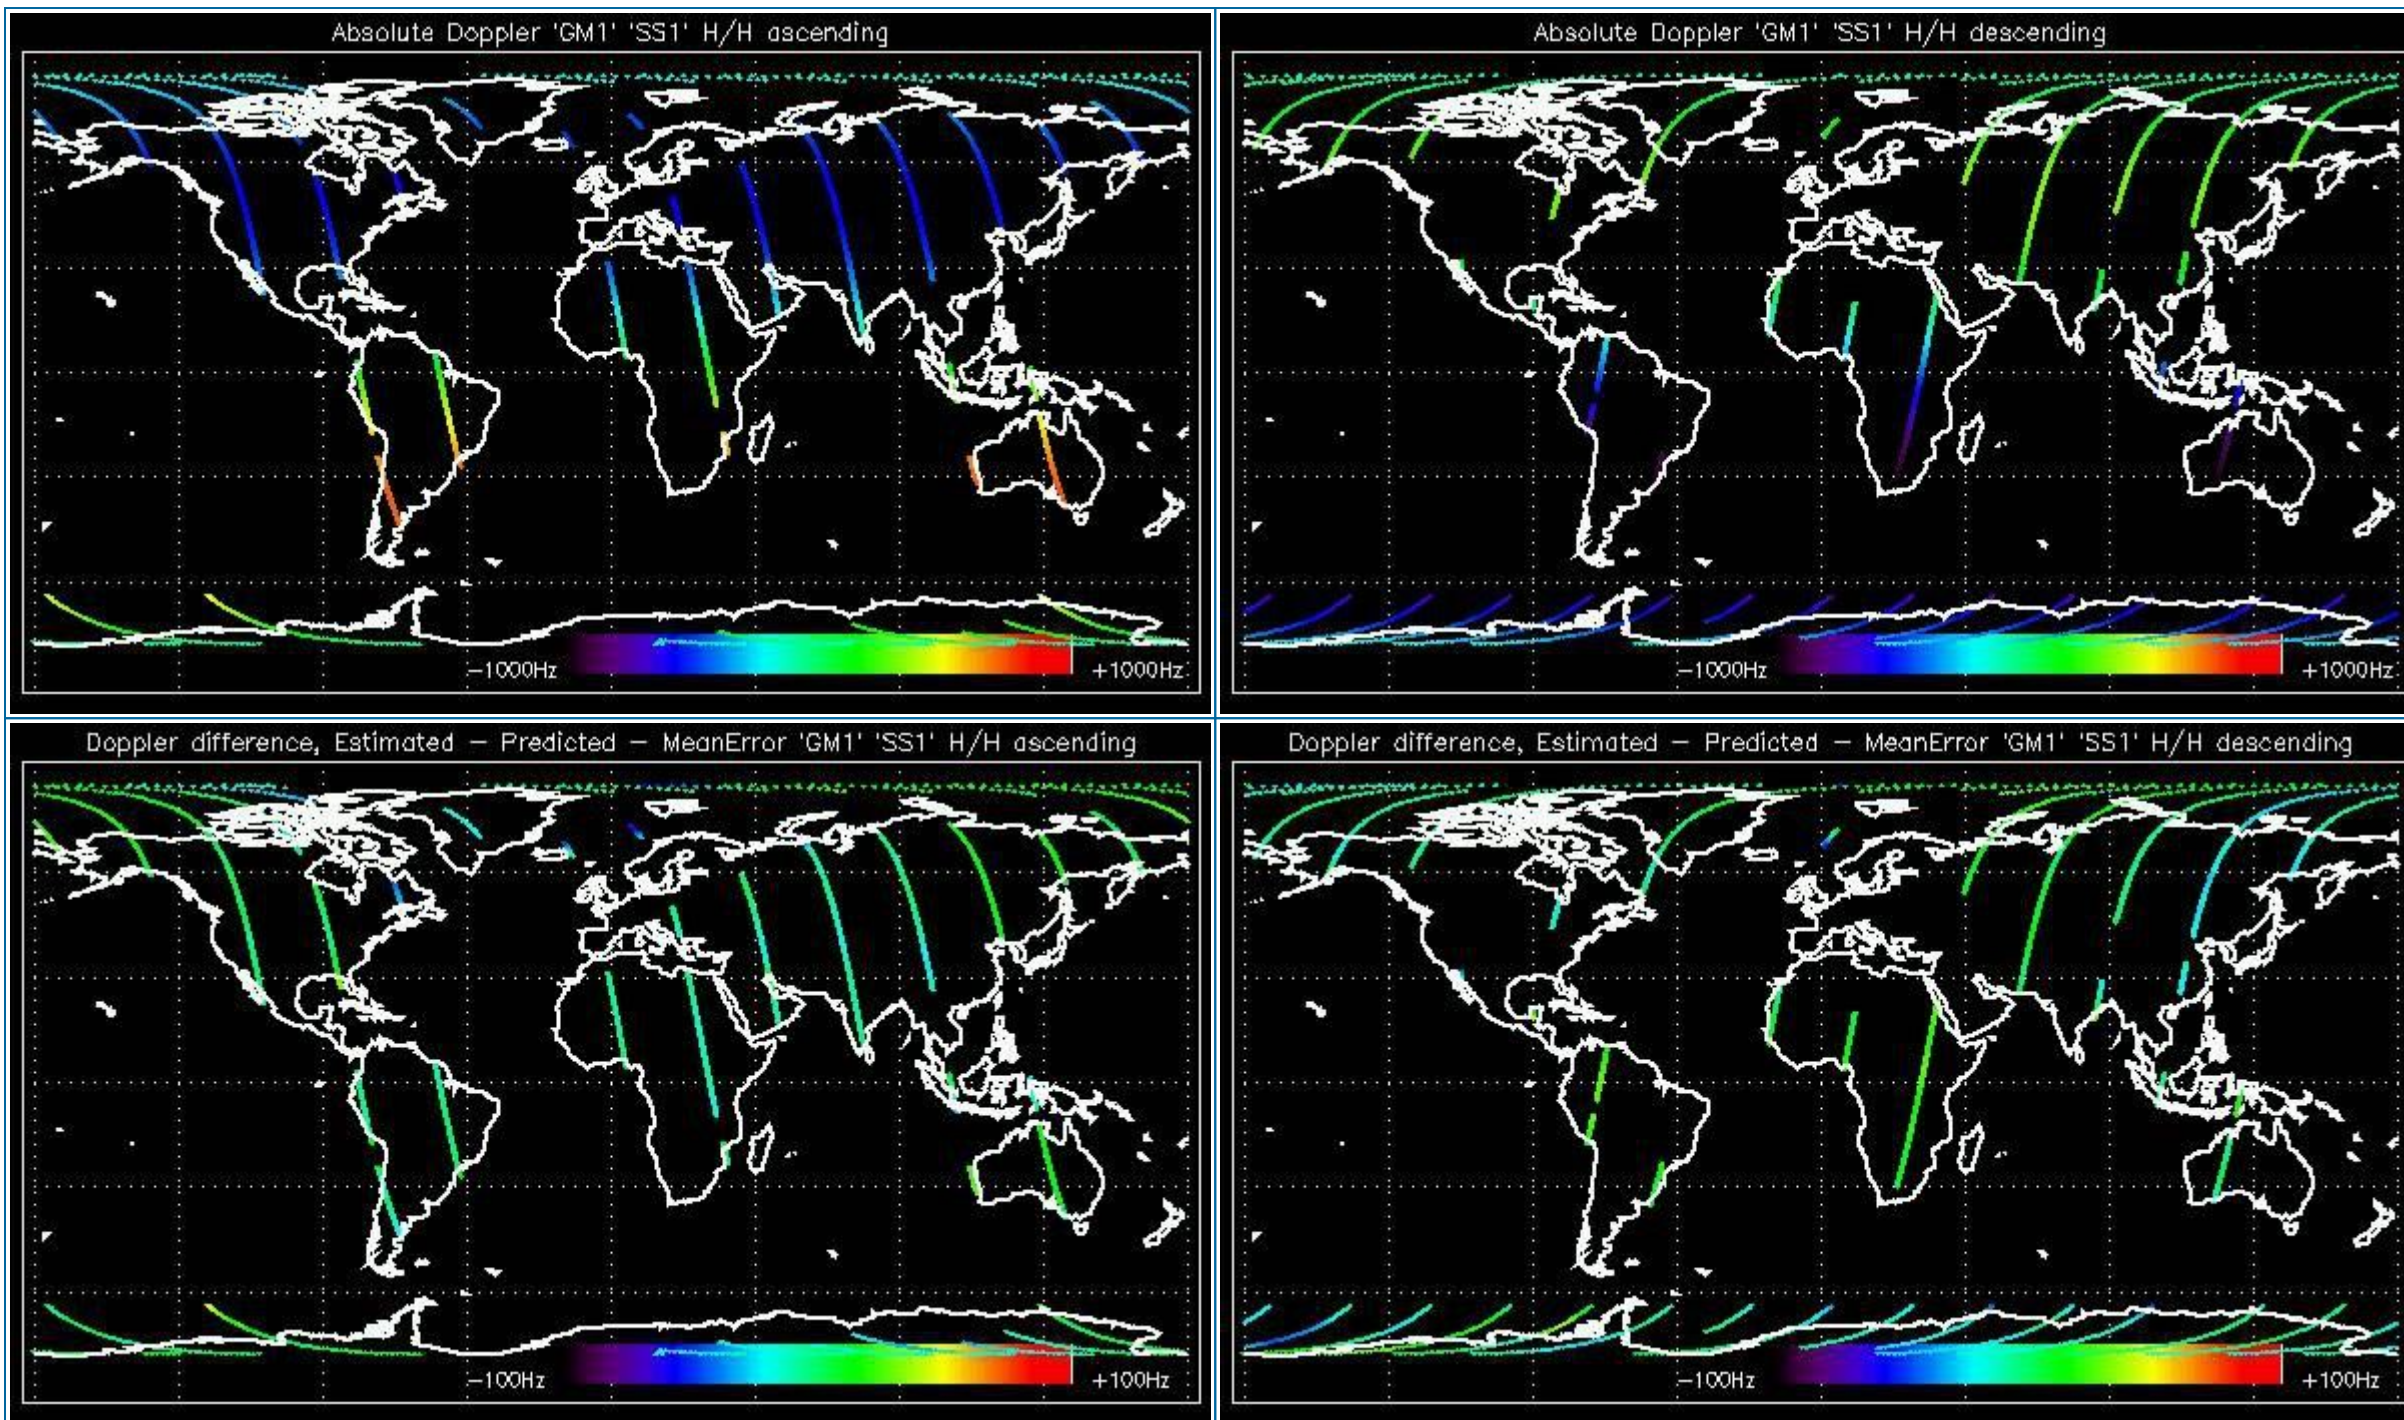 Absolute Doppler 'GM1' 'SS1' H/H ascending
−1000Hz
+1000Hz
Absolute Doppler 'GM1' 'SS1' H/H descending
−1000Hz
+1000Hz
Doppler difference, Estimated − Predicted − MeanError 'GM1' 'SS1' H/H ascending
−100Hz
+100Hz
Doppler difference, Estimated − Predicted − MeanError 'GM1' 'SS1' H/H descending
−100Hz
+100Hz